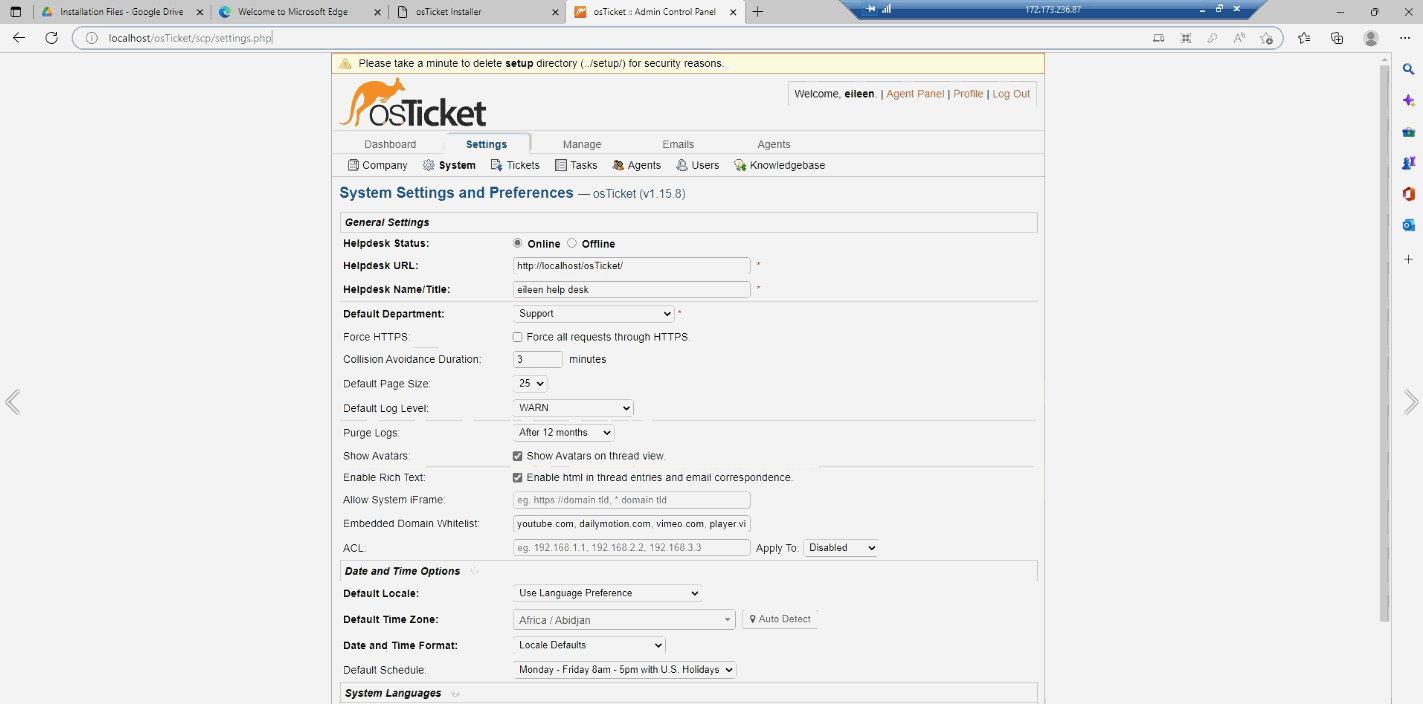 Installation Files - Google Drive
Welcome to Microsoft Edge
osTicket Installer
osTicket :: Admin Control Panel
172.173.236.87
localhost/osTicket/scp/settings.php
Please take a minute to delete setup directory (../setup/) for security reasons.
osTicket
Welcome, eileen. | Agent Panel | Profile | Log Out
Dashboard Settings Manage Emails Agents
Company System Tickets Tasks Agents Users Knowledgebase
System Settings and Preferences — osTicket (v1.15.8)
General Settings
Helpdesk Status: Online Offline
Helpdesk URL: http://localhost/osTicket/ *
Helpdesk Name/Title: eileen help desk *
Default Department: Support *
Force HTTPS: Force all requests through HTTPS.
Collision Avoidance Duration: 3 minutes
Default Page Size: 25
Default Log Level: WARN
Purge Logs: After 12 months
Show Avatars: Show Avatars on thread view.
Enable Rich Text: Enable html in thread entries and email correspondence.
Allow System iFrame: eg. https://domain.tld, *.domain.tld
Embedded Domain Whitelist: youtube.com, dailymotion.com, vimeo.com, player.vi
ACL: eg. 192.168.1.1, 192.168.2.2, 192.168.3.3 Apply To: Disabled
Date and Time Options
Default Locale: Use Language Preference
Default Time Zone: Africa / Abidjan Auto Detect
Date and Time Format: Locale Defaults
Default Schedule: Monday - Friday 8am - 5pm with U.S. Holidays
System Languages